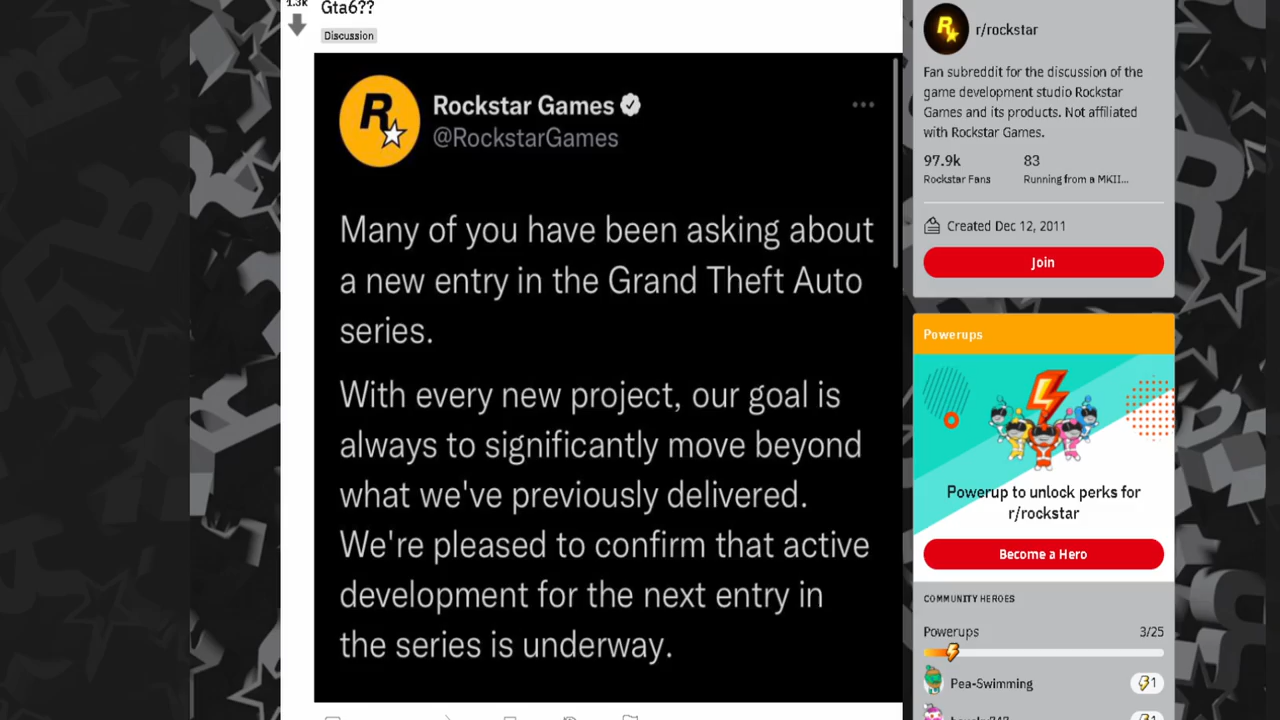 1.3k
Gta6??
Discussion
Rockstar Games
@RockstarGames
Many of you have been asking about
a new entry in the Grand Theft Auto
series.
With every new project, our goal is
always to significantly move beyond
what we've previously delivered.
We're pleased to confirm that active
development for the next entry in
the series is underway.
r/rockstar
Fan subreddit for the discussion of the
game development studio Rockstar
Games and its products. Not affiliated
with Rockstar Games.
97.9k 83
Rockstar Fans Running from a MKII...
Created Dec 12, 2011
Join
Powerups
Powerup to unlock perks for
r/rockstar
Become a Hero
COMMUNITY HEROES
Powerups 3/25
Pea-Swimming 1